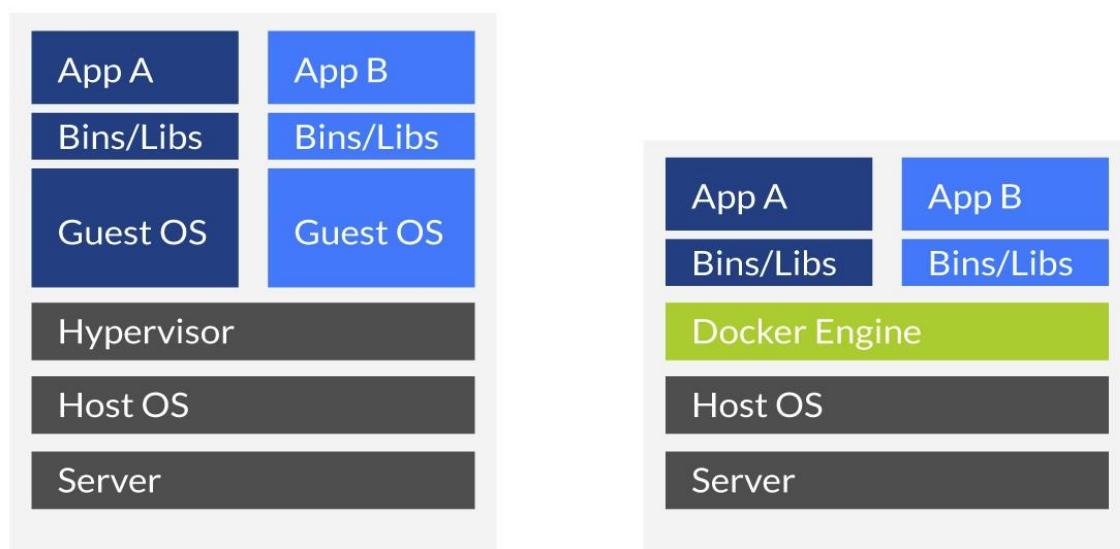 App A
App B
Bins/Libs
Bins/Libs
Guest OS
Guest OS
Hypervisor
Host OS
Server
App A
App B
Bins/Libs
Bins/Libs
Docker Engine
Host OS
Server